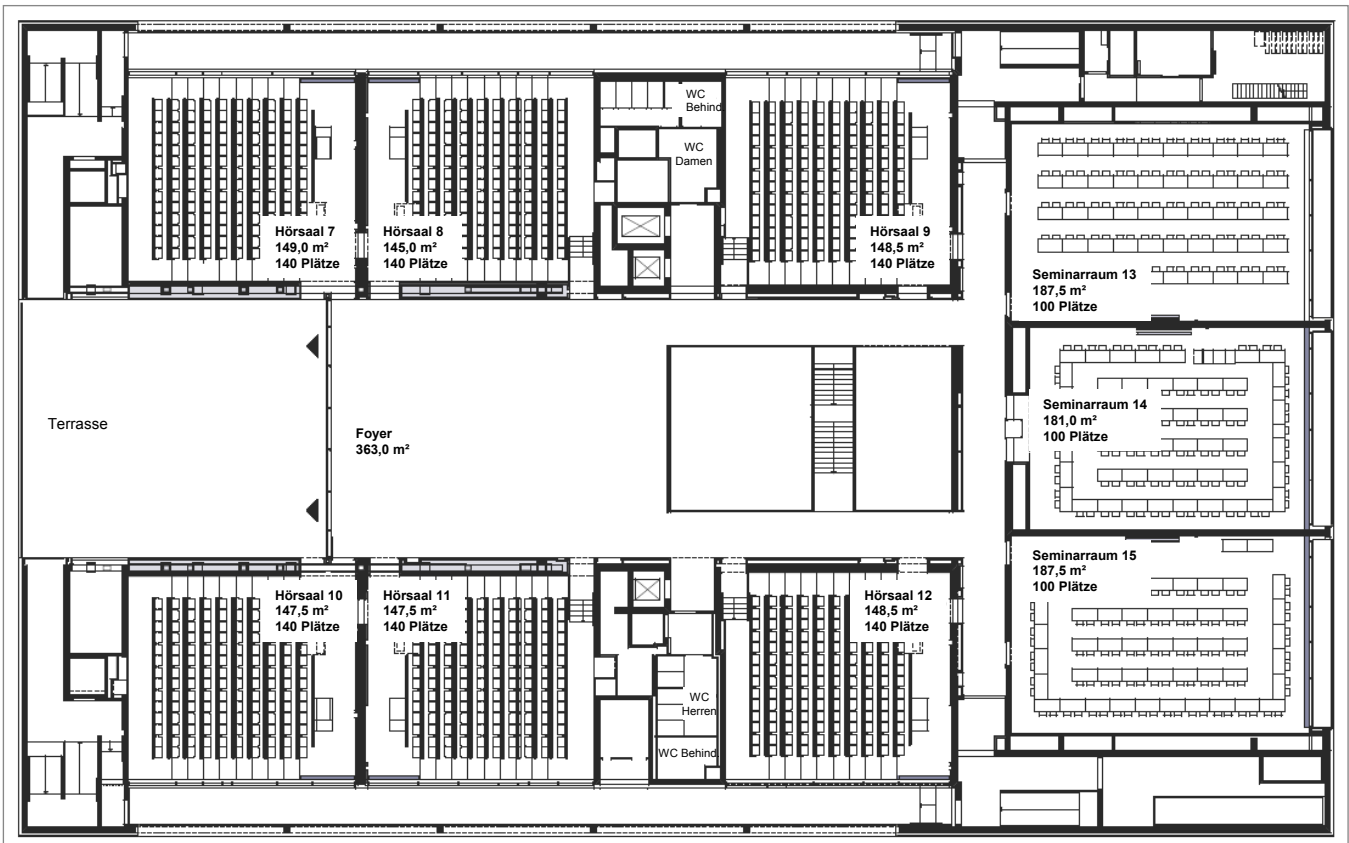 WC
Behind
WC
Damen
Hörsaal 7
149,0 m²
140 Plätze
Hörsaal 8
145,0 m²
140 Plätze
Hörsaal 9
148,5 m²
140 Plätze
Seminarraum 13
187,5 m²
100 Plätze
Terrasse
Foyer
363,0 m²
Seminarraum 14
181,0 m²
100 Plätze
Seminarraum 15
187,5 m²
100 Plätze
Hörsaal 10
147,5 m²
140 Plätze
Hörsaal 11
147,5 m²
140 Plätze
Hörsaal 12
148,5 m²
140 Plätze
WC
Herren
WC Behind